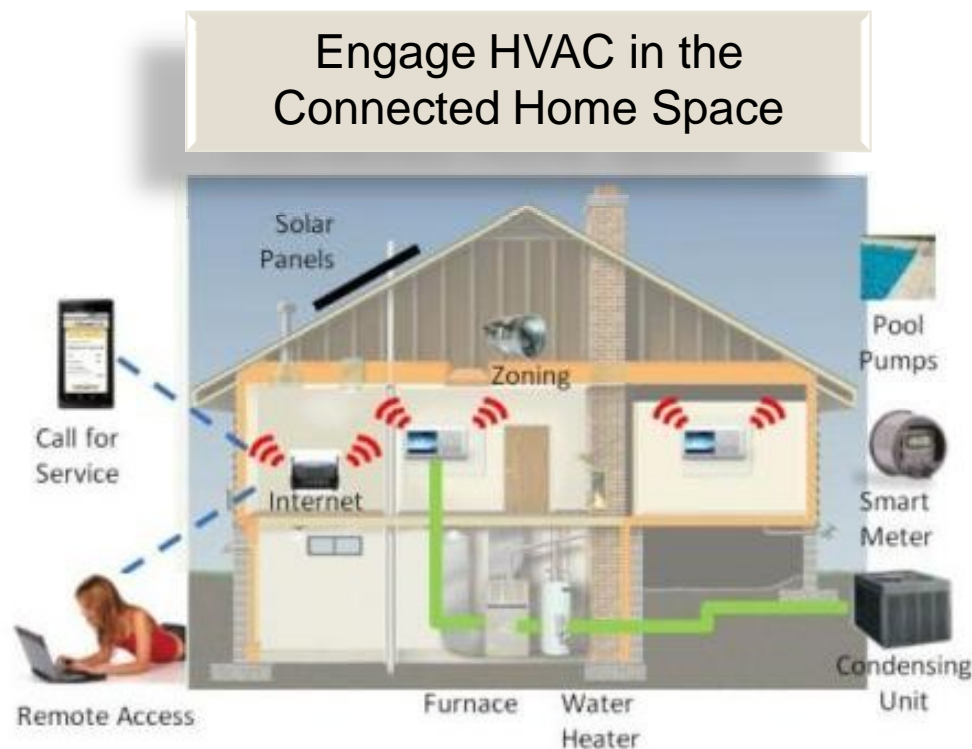 Engage HVAC in the
Connected Home Space
Solar
Panels
Zoning
Pool
Pumps
Call for
Service
Internet
Smart
Meter
Condensing
Unit
Remote Access
Furnace
Water
Heater